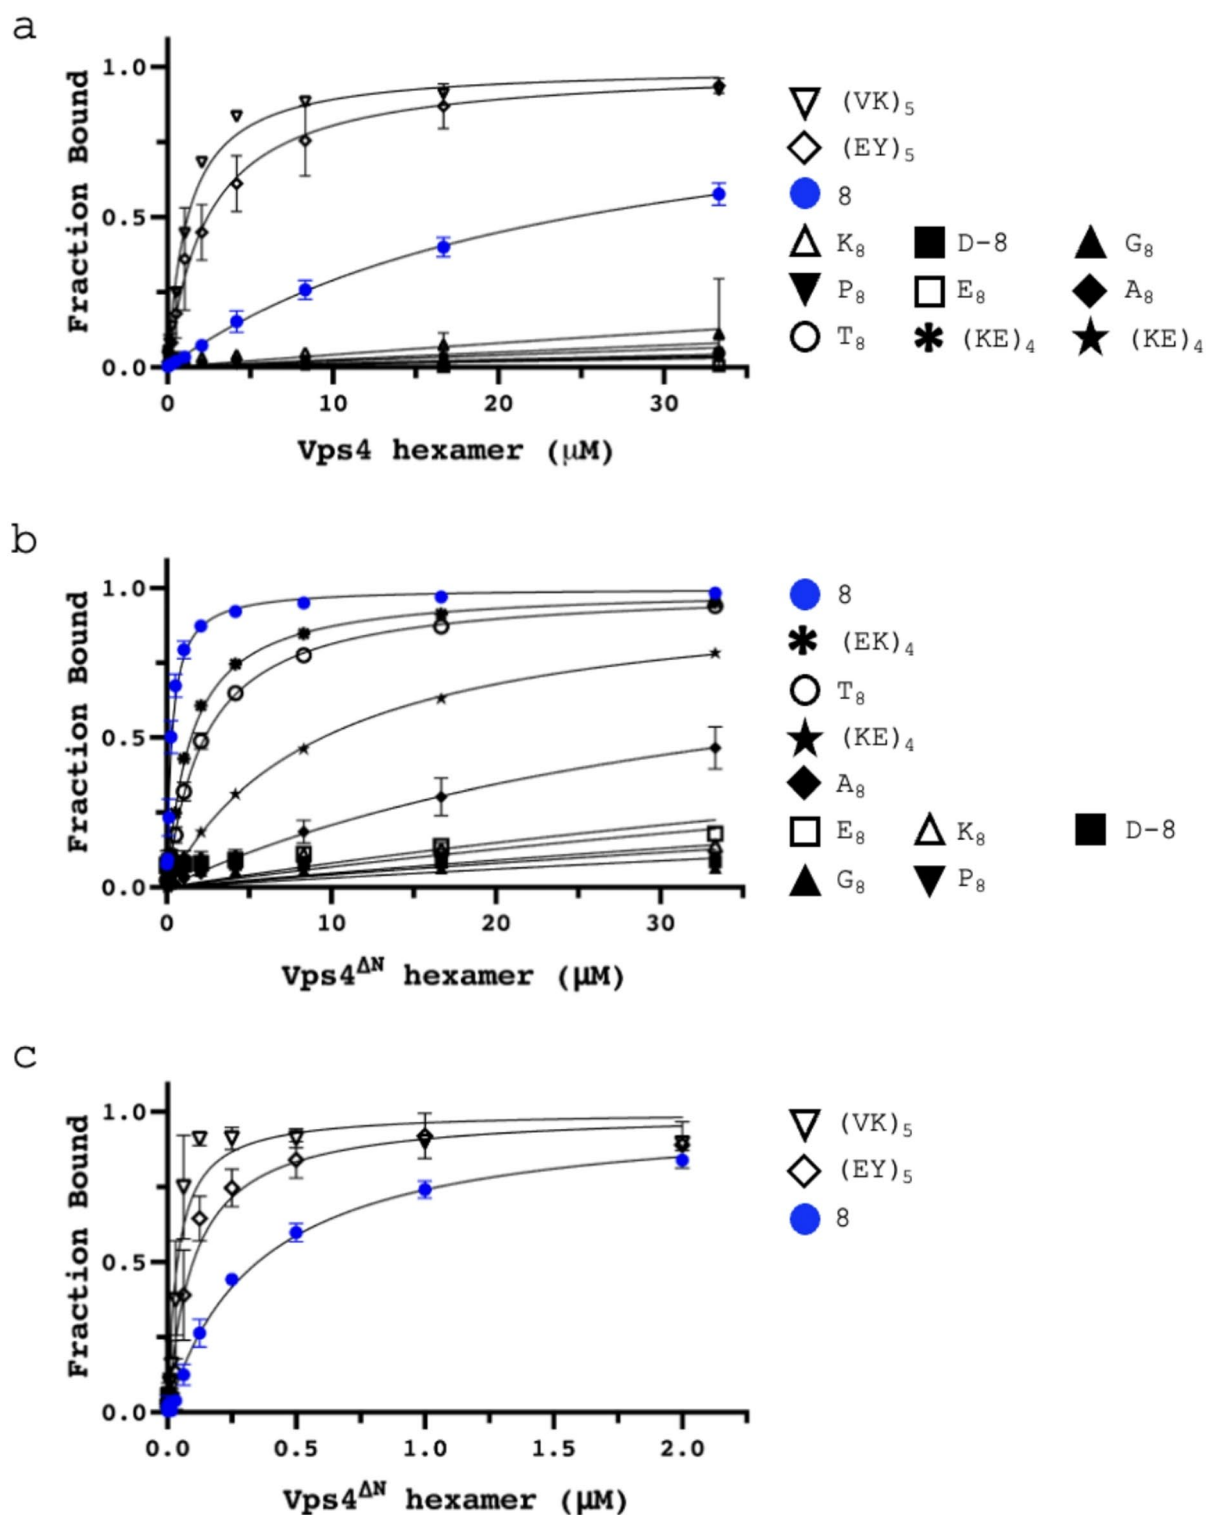 a
1.0
0.5
0.0
Fraction Bound
0 10 20 30
Vps4 hexamer (μM)
(VK)5
(EY)5
8
K8 D-8 G8
P8 E8 A8
T8 (KE)4 (KE)4
b
1.0
0.5
0.0
Fraction Bound
0 10 20 30
Vps4ΔN hexamer (μM)
8
(EK)4
T8
(KE)4
A8
E8 K8 D-8
G8 P8
c
1.0
0.5
0.0
Fraction Bound
0.0 0.5 1.0 1.5 2.0
Vps4ΔN hexamer (μM)
(VK)5
(EY)5
8